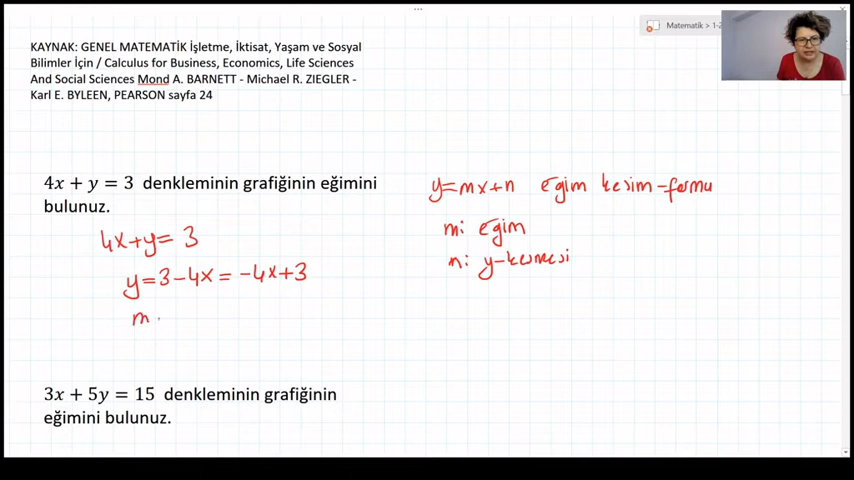 Matematik > 1-2
KAYNAK: GENEL MATEMATİK İşletme, İktisat, Yaşam ve Sosyal
Bilimler İçin / Calculus for Business, Economics, Life Sciences
And Social Sciences Mond A. BARNETT - Michael R. ZIEGLER -
Karl E. BYLEEN, PEARSON sayfa 24
4x + y = 3 denkleminin grafiğinin eğimini
bulunuz.
4x+y= 3
y=3-4x = -4x+3
m
y=mx+n eğim kesim-formu
m: eğim
n: y-kesmesi
3x + 5y = 15 denkleminin grafiğinin
eğimini bulunuz.